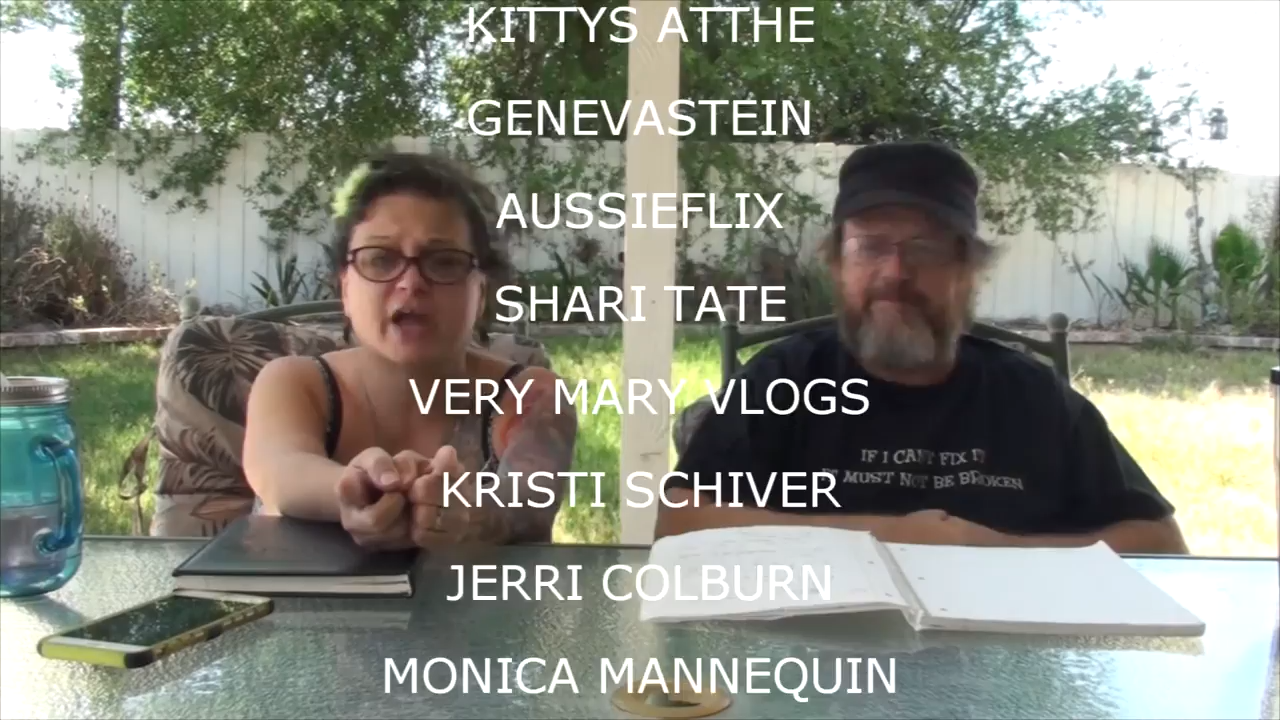 KITTYS ATTHE
GENEVASTEIN
AUSSIEFLIX
SHARI TATE
VERY MARY VLOGS
KRISTI SCHIVER
JERRI COLBURN
MONICA MANNEQUIN
IF I CAN'T FIX IT
IT MUST NOT BE BROKEN